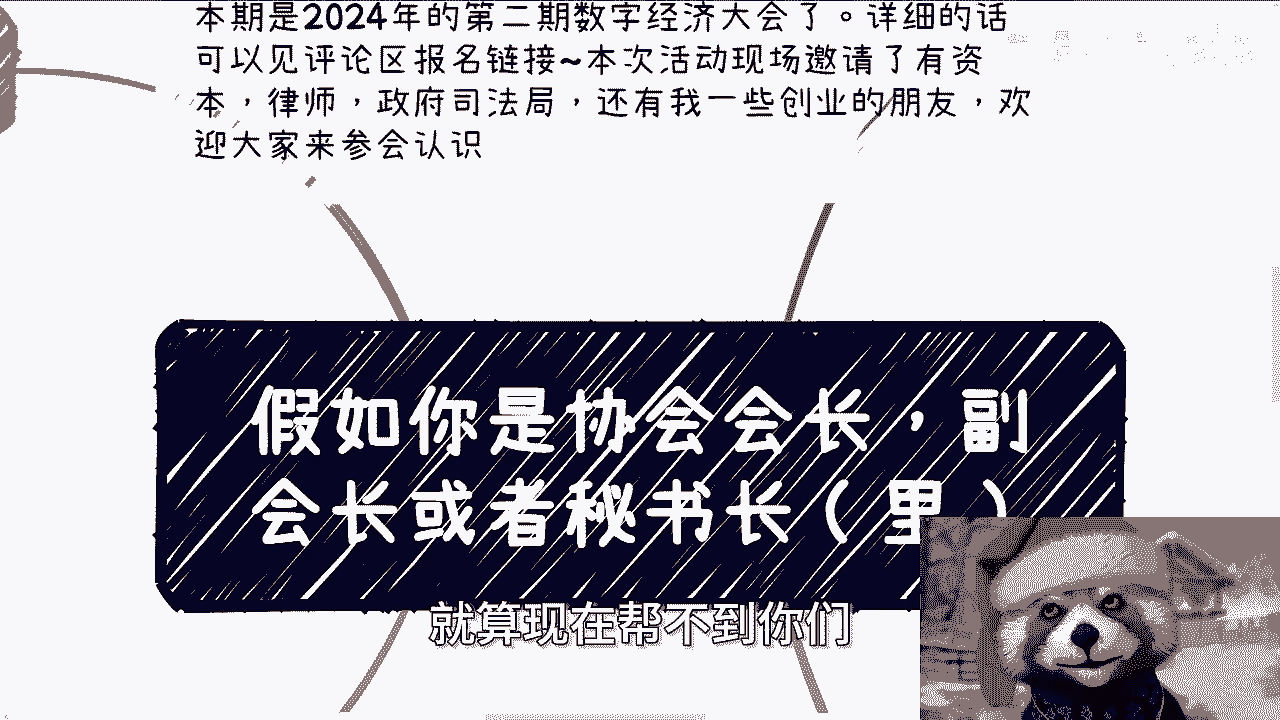 本期是2024年的第二期数字经济大会了。详细的话
可以见评论区报名链接~本次活动现场邀请了有资
本，律师，政府司法局，还有我一些创业的朋友，欢
迎大家来参会认识
假如你是协会会长，副
会长或者秘书长（里）
就算现在帮不到你们